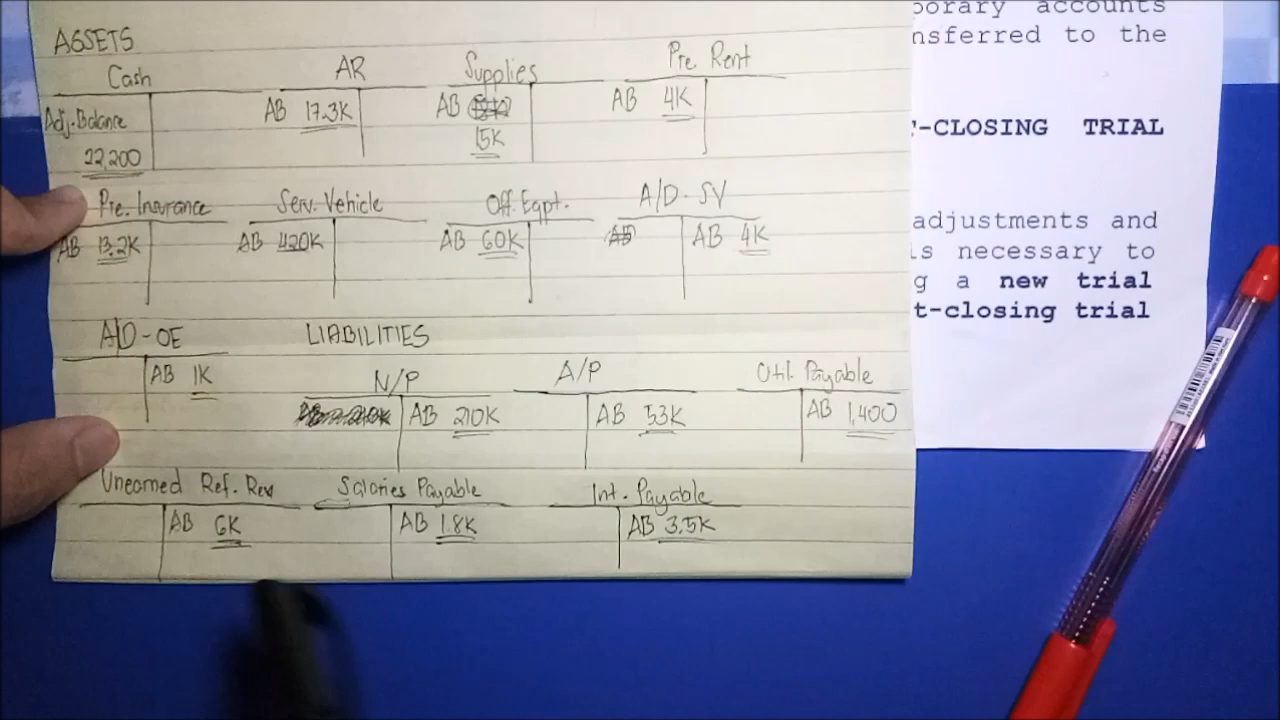 ASSETS
Cash AR Supplies Pre. Rent
Adj. Balance AB 17.3K AB AB 4K
22,200 15K
Pre. Insurance Serv. Vehicle Off. Eqpt. A/D - SV
AB 13.2K AB 420K AB 60K AB AB 4K
A/D - OE LIABILITIES
AB 1K N/P A/P Util. Payable
AB 210K AB 53K AB 1,400
Unearned Ref. Rev Salaries Payable Int. Payable
AB 6K AB 1.8K AB 3.5K
porary accounts
nsferred to the
-CLOSING TRIAL
adjustments and
is necessary to
g a new trial
t-closing trial